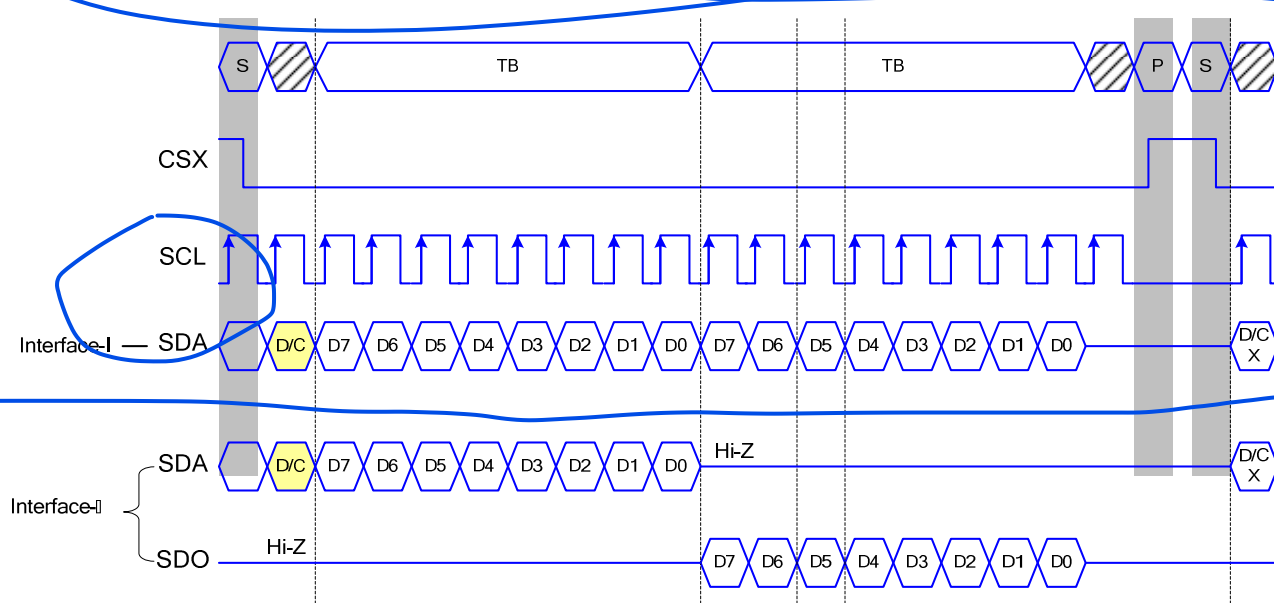 S TB TB P S
CSX
SCL
Interface-I SDA D/C D7 D6 D5 D4 D3 D2 D1 D0 D7 D6 D5 D4 D3 D2 D1 D0 D/C X
SDA D/C D7 D6 D5 D4 D3 D2 D1 D0 Hi-Z D/C X
Interface-▯
SDO Hi-Z D7 D6 D5 D4 D3 D2 D1 D0